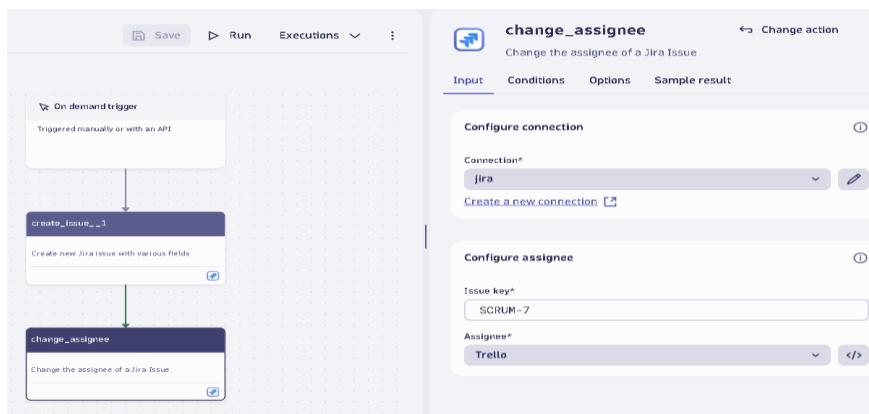 Save
Run
Executions
On demand trigger
Triggered manually or with an API
create_issue__1
Create new Jira issue with various fields
change_assignee
Change the assignee of a Jira Issue
change_assignee
Change the assignee of a Jira Issue
Change action
Input
Conditions
Options
Sample result
Configure connection
Connection*
jira
Create a new connection
Configure assignee
Issue key*
SCRUM-7
Assignee*
Trello
</>